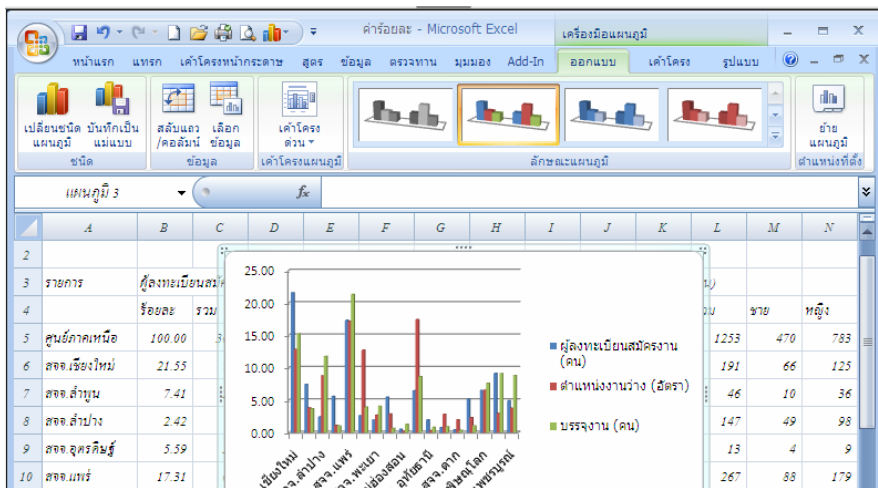 ค่าร้อยละ - Microsoft Excel
เครื่องมือแผนภูมิ
หน้าแรก แทรก เค้าโครงหน้ากระดาษ สูตร ข้อมูล ตรวจทาน มุมมอง Add-In ออกแบบ เค้าโครง รูปแบบ
เปลี่ยนชนิด บันทึกเป็น สลับแถว เลือก เค้าโครง ย้าย
แผนภูมิ แม่แบบ /คอลัมน์ ข้อมูล ด่วน แผนภูมิ
ชนิด ข้อมูล เค้าโครงแผนภูมิ ลักษณะแผนภูมิ ตำแหน่งที่ตั้ง
แผนภูมิ 3 fx
A B C D E F G H I J K L M N
2
3 รายการ
4 ร้อยละ รวม ชาย หญิง
5 ศูนย์ภาคเหนือ 100.00 1253 470 783
6 สจจ.เชียงใหม่ 21.55 191 66 125
7 สจจ.ลำพูน 7.41 46 10 36
8 สจจ.ลำปาง 2.42 147 49 98
9 สจจ.อุตรดิษฐ์ 5.59 13 4 9
10 สจจ.แพร่ 17.31 267 88 179
25.00
20.00
15.00
10.00
5.00
0.00
ผู้ลงทะเบียนสมัครงาน
(คน)
ตำแหน่งงานว่าง (อัตรา)
บรรจุงาน (คน)